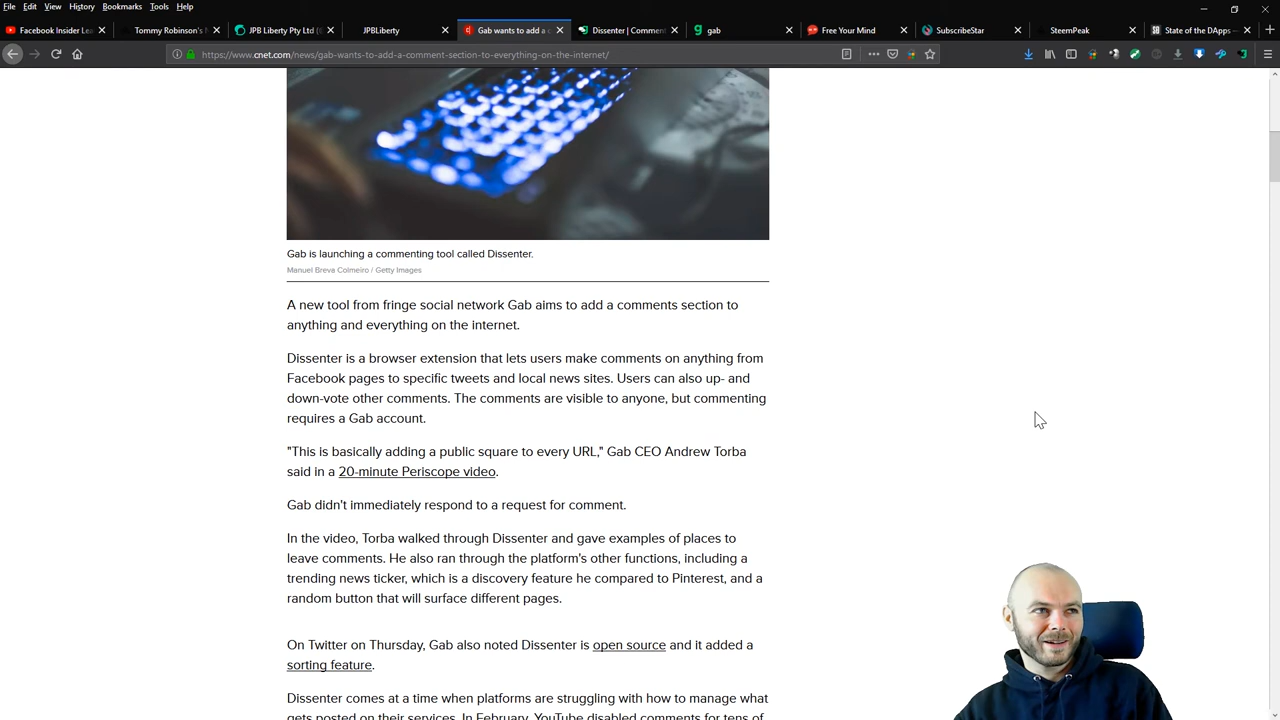 File Edit View History Bookmarks Tools Help
Facebook Insider Lea
Tommy Robinson's N
JPB Liberty Pty Ltd (
JPBLiberty
Gab wants to add a c
Dissenter | Comment
gab
Free Your Mind
SubscribeStar
SteemPeak
State of the DApps —
https://www.cnet.com/news/gab-wants-to-add-a-comment-section-to-everything-on-the-internet/
Gab is launching a commenting tool called Dissenter.
Manuel Breva Colmeiro / Getty Images
A new tool from fringe social network Gab aims to add a comments section to
anything and everything on the internet.
Dissenter is a browser extension that lets users make comments on anything from
Facebook pages to specific tweets and local news sites. Users can also up- and
down-vote other comments. The comments are visible to anyone, but commenting
requires a Gab account.
"This is basically adding a public square to every URL," Gab CEO Andrew Torba
said in a 20-minute Periscope video.
Gab didn't immediately respond to a request for comment.
In the video, Torba walked through Dissenter and gave examples of places to
leave comments. He also ran through the platform's other functions, including a
trending news ticker, which is a discovery feature he compared to Pinterest, and a
random button that will surface different pages.
On Twitter on Thursday, Gab also noted Dissenter is open source and it added a
sorting feature.
Dissenter comes at a time when platforms are struggling with how to manage what
gets posted on their services. In February, YouTube disabled comments for tens of